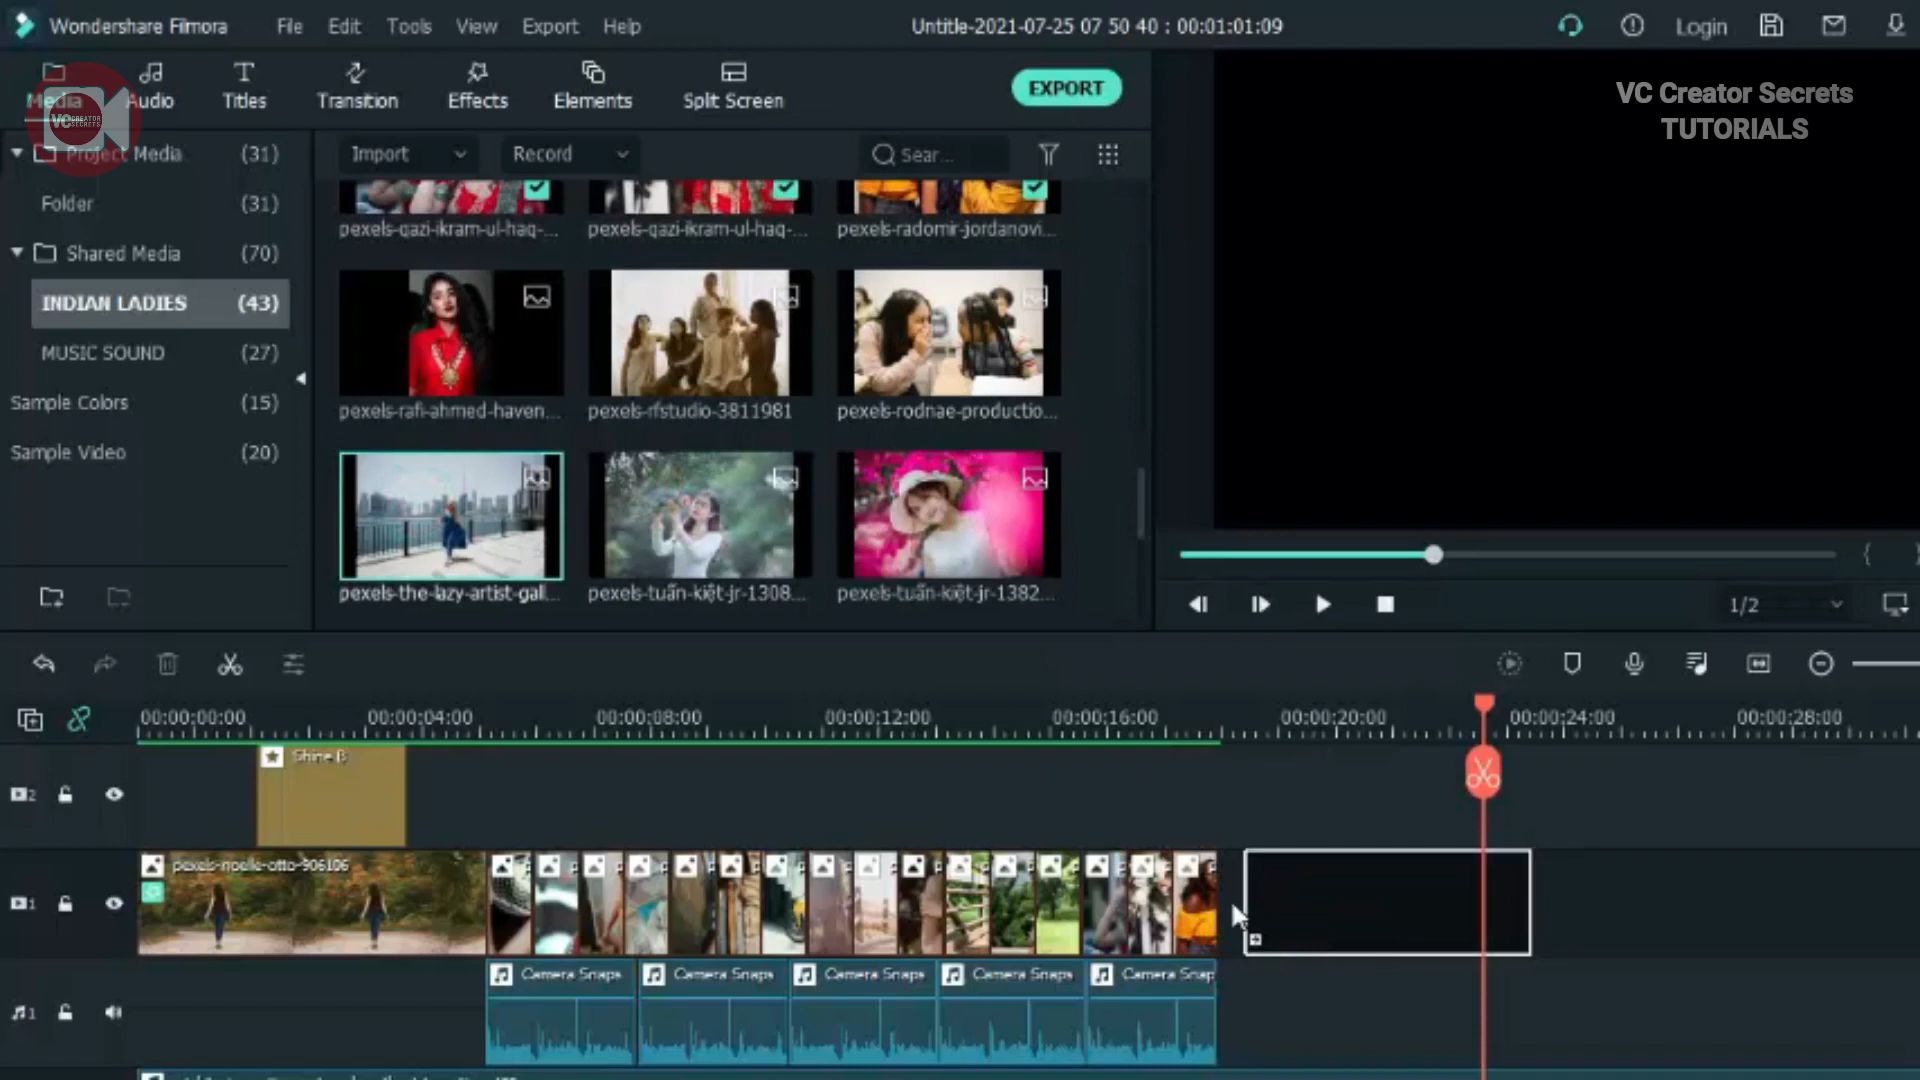 Wondershare Filmora File Edit Tools View Export Help Untitle-2021-07-25 07 50 40 : 00:01:01:09 Login
Media Audio Titles Transition Effects Elements Split Screen EXPORT
VC CREATOR SECRETS
VC Creator Secrets
TUTORIALS
Project Media (31)
Folder (31)
Shared Media (70)
INDIAN LADIES (43)
MUSIC SOUND (27)
Sample Colors (15)
Sample Video (20)
Import Record Sear...
pexels-qazi-ikram-ul-haq-... pexels-qazi-ikram-ul-haq-... pexels-radomir-jordanovi...
pexels-rafi-ahmed-haven... pexels-rfstudio-3811981 pexels-rodnae-productio...
pexels-the-lazy-artist-gall... pexels-tuấn-kiệt-jr-1308... pexels-tuấn-kiệt-jr-1382...
{ 1/2
00:00:00:00 00:00:04:00 00:00:08:00 00:00:12:00 00:00:16:00 00:00:20:00 00:00:24:00 00:00:28:00
2 Shine B
1 pexels-noelle-otto-906106
1 Camera Snaps Camera Snaps Camera Snaps Camera Snaps Camera Snap